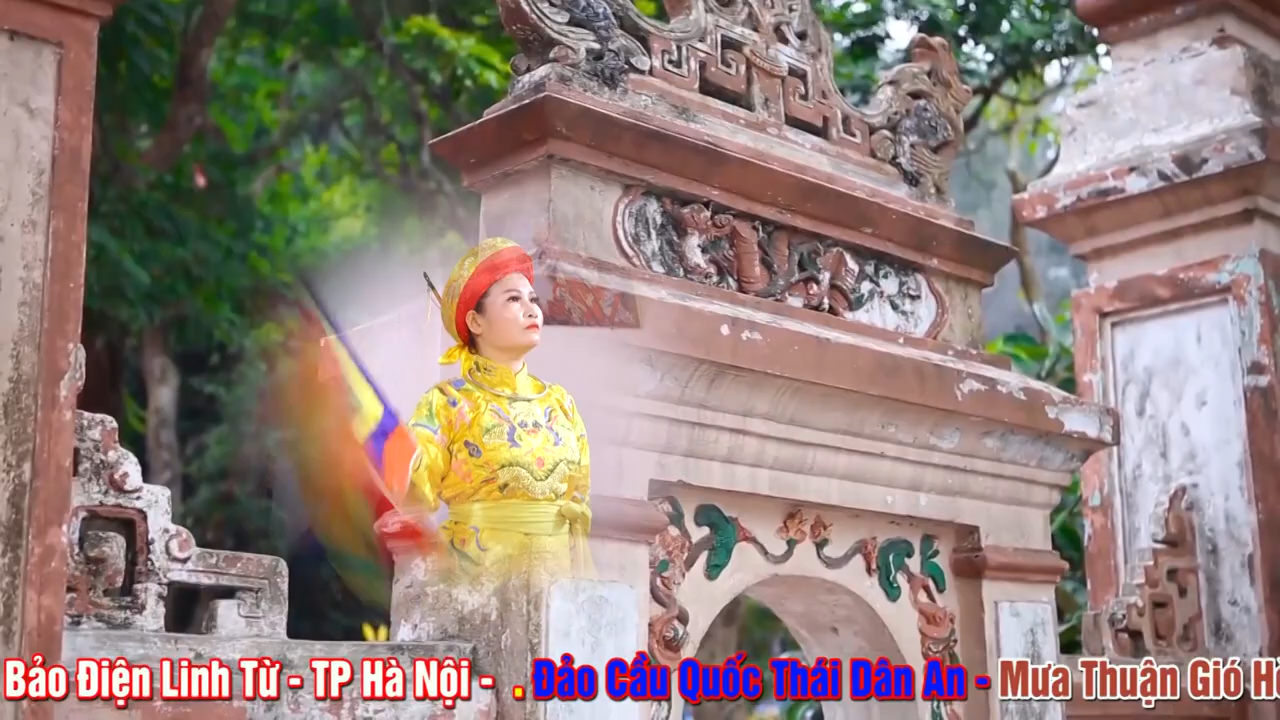 Bảo Điện Linh Từ - TP Hà Nội - . Đảo Cầu Quốc Thái Dân An - Mưa Thuận Gió